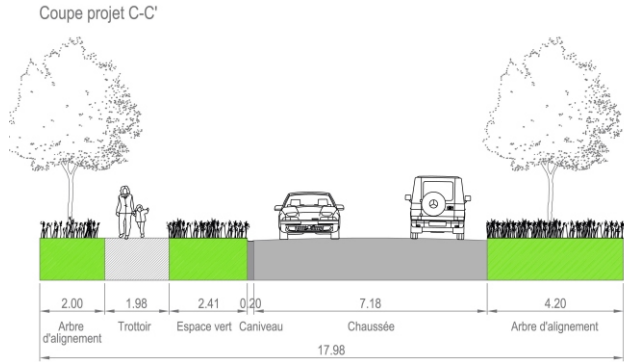 Coupe projet C-C'
2.00 1.98 2.41 0.20 7.18 4.20
Arbre d'alignement Trottoir Espace vert Caniveau Chaussée Arbre d'alignement
17.98